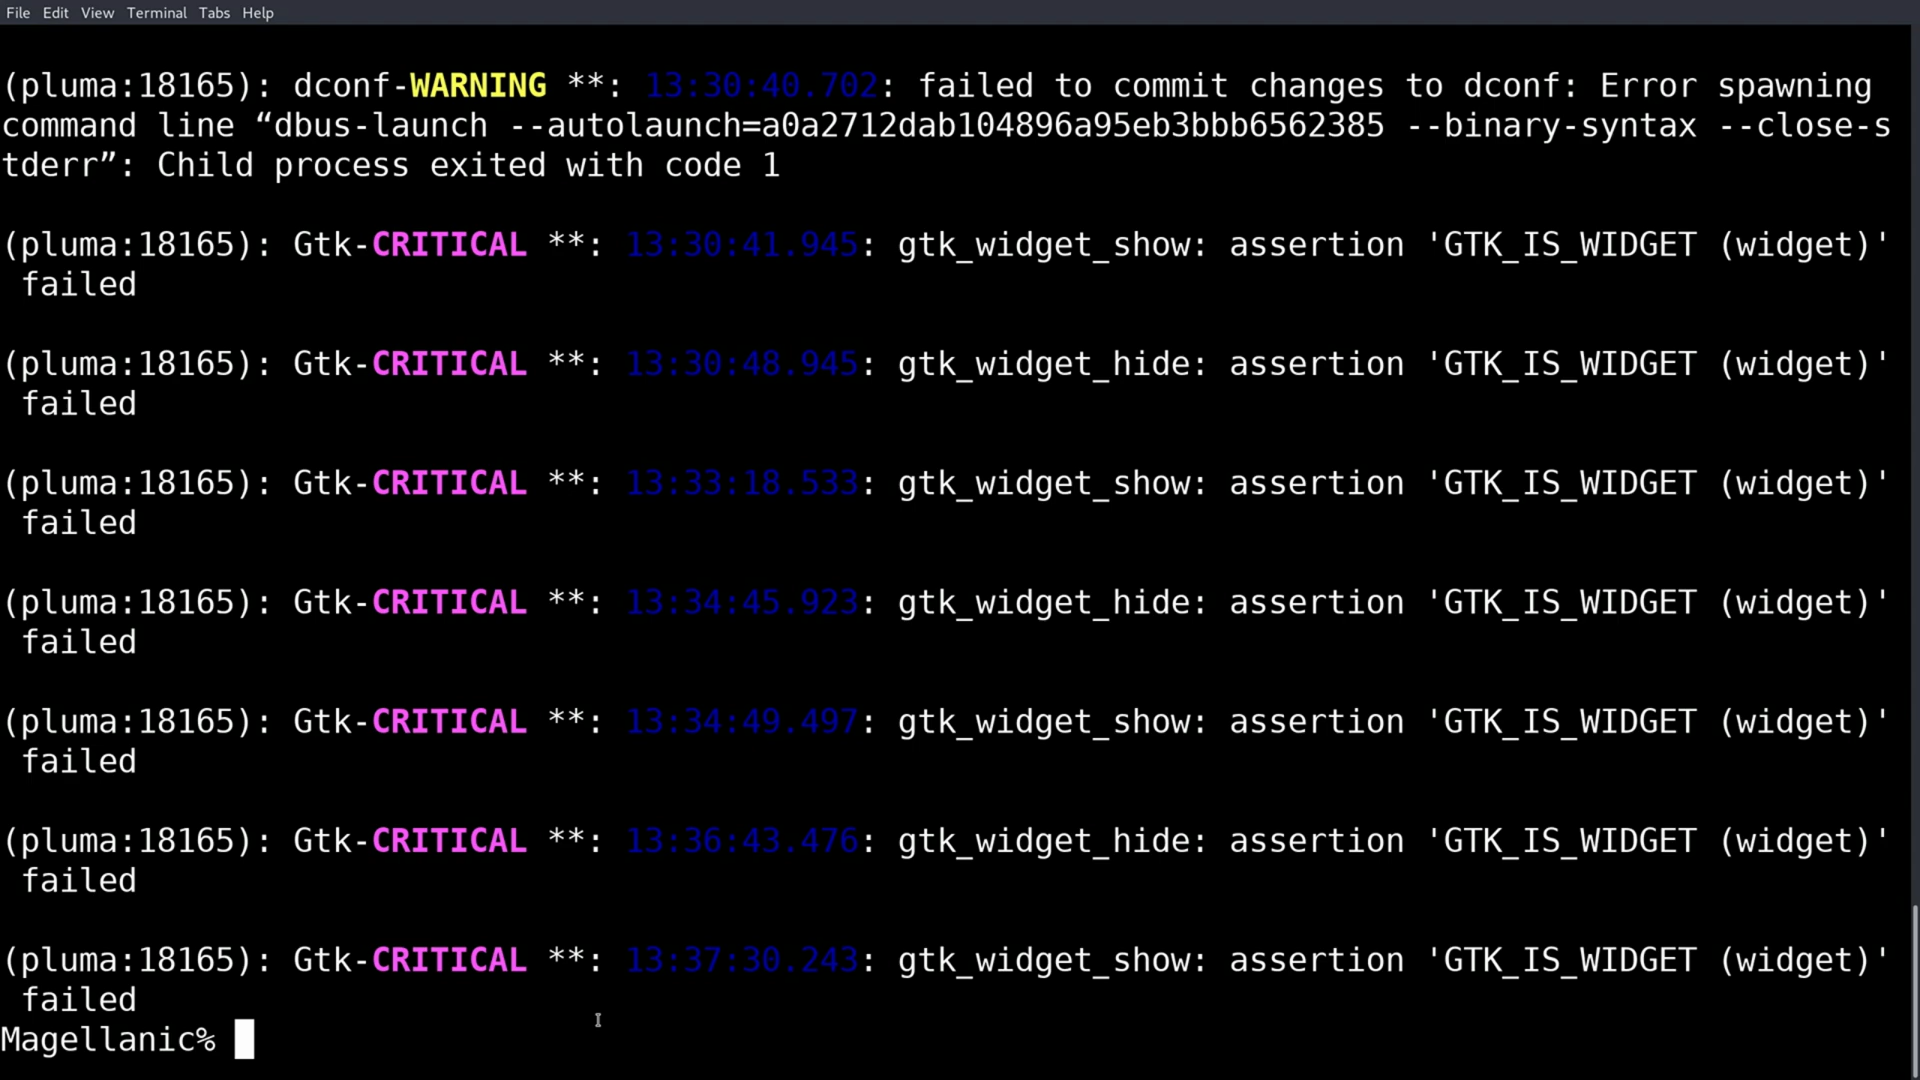 File Edit View Terminal Tabs Help
(pluma:18165): dconf-WARNING **: 13:30:40.702: failed to commit changes to dconf: Error spawning
command line “dbus-launch --autolaunch=a0a2712dab104896a95eb3bbb6562385 --binary-syntax --close-s
tderr”: Child process exited with code 1
(pluma:18165): Gtk-CRITICAL **: 13:30:41.945: gtk_widget_show: assertion 'GTK_IS_WIDGET (widget)'
failed
(pluma:18165): Gtk-CRITICAL **: 13:30:48.945: gtk_widget_hide: assertion 'GTK_IS_WIDGET (widget)'
failed
(pluma:18165): Gtk-CRITICAL **: 13:33:18.533: gtk_widget_show: assertion 'GTK_IS_WIDGET (widget)'
failed
(pluma:18165): Gtk-CRITICAL **: 13:34:45.923: gtk_widget_hide: assertion 'GTK_IS_WIDGET (widget)'
failed
(pluma:18165): Gtk-CRITICAL **: 13:34:49.497: gtk_widget_show: assertion 'GTK_IS_WIDGET (widget)'
failed
(pluma:18165): Gtk-CRITICAL **: 13:36:43.476: gtk_widget_hide: assertion 'GTK_IS_WIDGET (widget)'
failed
(pluma:18165): Gtk-CRITICAL **: 13:37:30.243: gtk_widget_show: assertion 'GTK_IS_WIDGET (widget)'
failed
Magellanic%